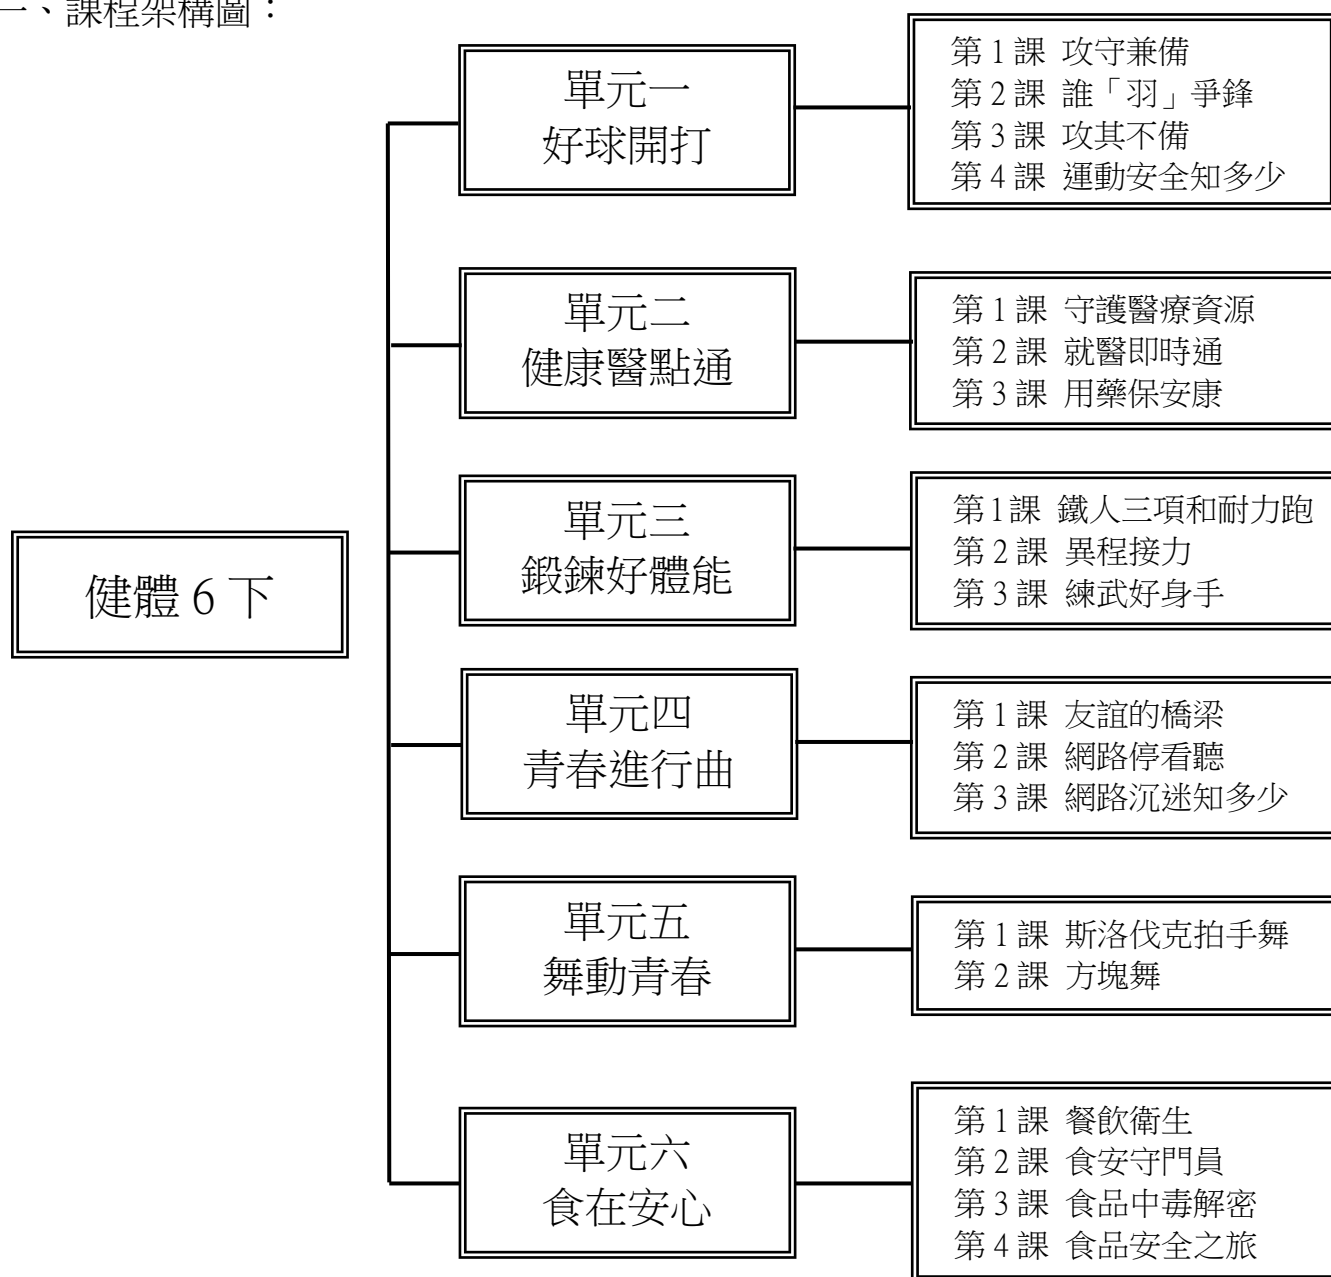 一、課程架構圖：
健體 6 下
單元一
好球開打
第 1 課 攻守兼備
第 2 課 誰「羽」爭鋒
第 3 課 攻其不備
第 4 課 運動安全知多少
單元二
健康醫點通
第 1 課 守護醫療資源
第 2 課 就醫即時通
第 3 課 用藥保安康
單元三
鍛鍊好體能
第 1 課 鐵人三項和耐力跑
第 2 課 異程接力
第 3 課 練武好身手
單元四
青春進行曲
第 1 課 友誼的橋梁
第 2 課 網路停看聽
第 3 課 網路沉迷知多少
單元五
舞動青春
第 1 課 斯洛伐克拍手舞
第 2 課 方塊舞
單元六
食在安心
第 1 課 餐飲衛生
第 2 課 食安守門員
第 3 課 食品中毒解密
第 4 課 食品安全之旅